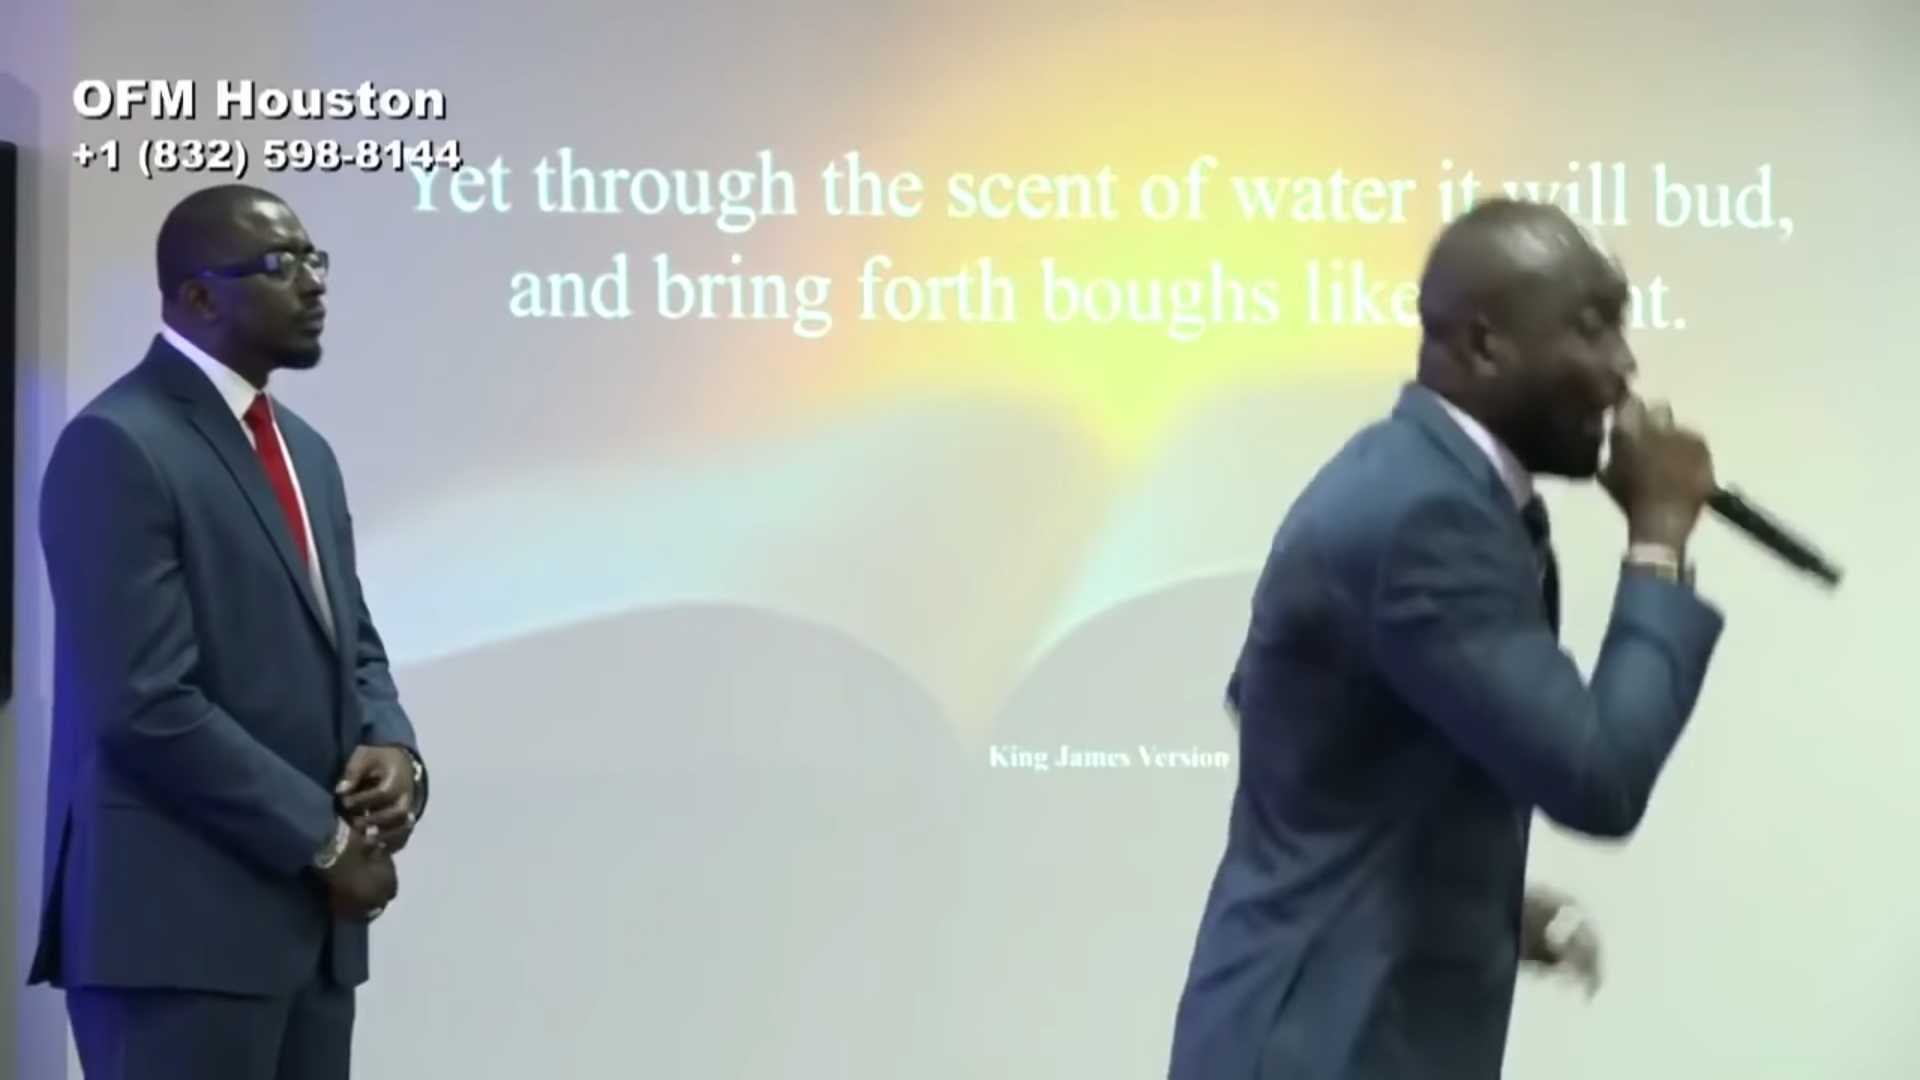 OFM Houston
+1 (832) 598-8144
Yet through the scent of water it will bud,
and bring forth boughs like
King James Version